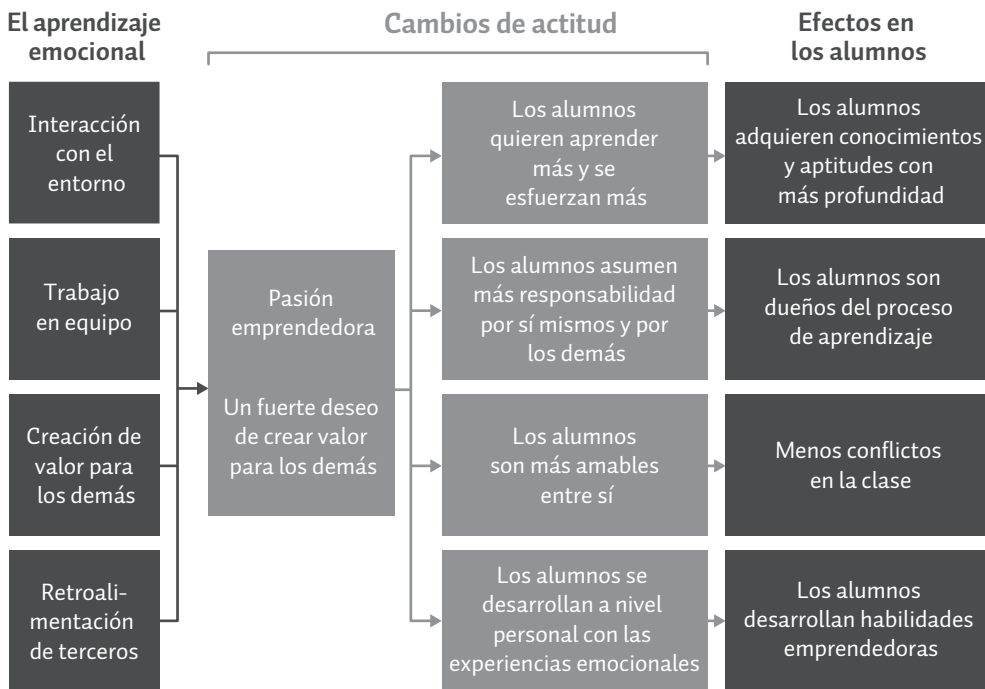 El aprendizaje
emocional
Cambios de actitud
Efectos en
los alumnos
Interacción
con el
entorno
Trabajo
en equipo
Creación de
valor para
los demás
Retroali-
mentación
de terceros
Pasión
emprendedora
Un fuerte deseo
de crear valor
para los demás
Los alumnos
quieren aprender
más y se
esfuerzan más
Los alumnos asumen
más responsabilidad
por sí mismos y por
los demás
Los alumnos
son más amables
entre sí
Los alumnos se
desarrollan a nivel
personal con las
experiencias emocionales
Los alumnos
adquieren conocimientos
y aptitudes con
más profundidad
Los alumnos son
dueños del proceso
de aprendizaje
Menos conflictos
en la clase
Los alumnos
desarrollan habilidades
emprendedoras